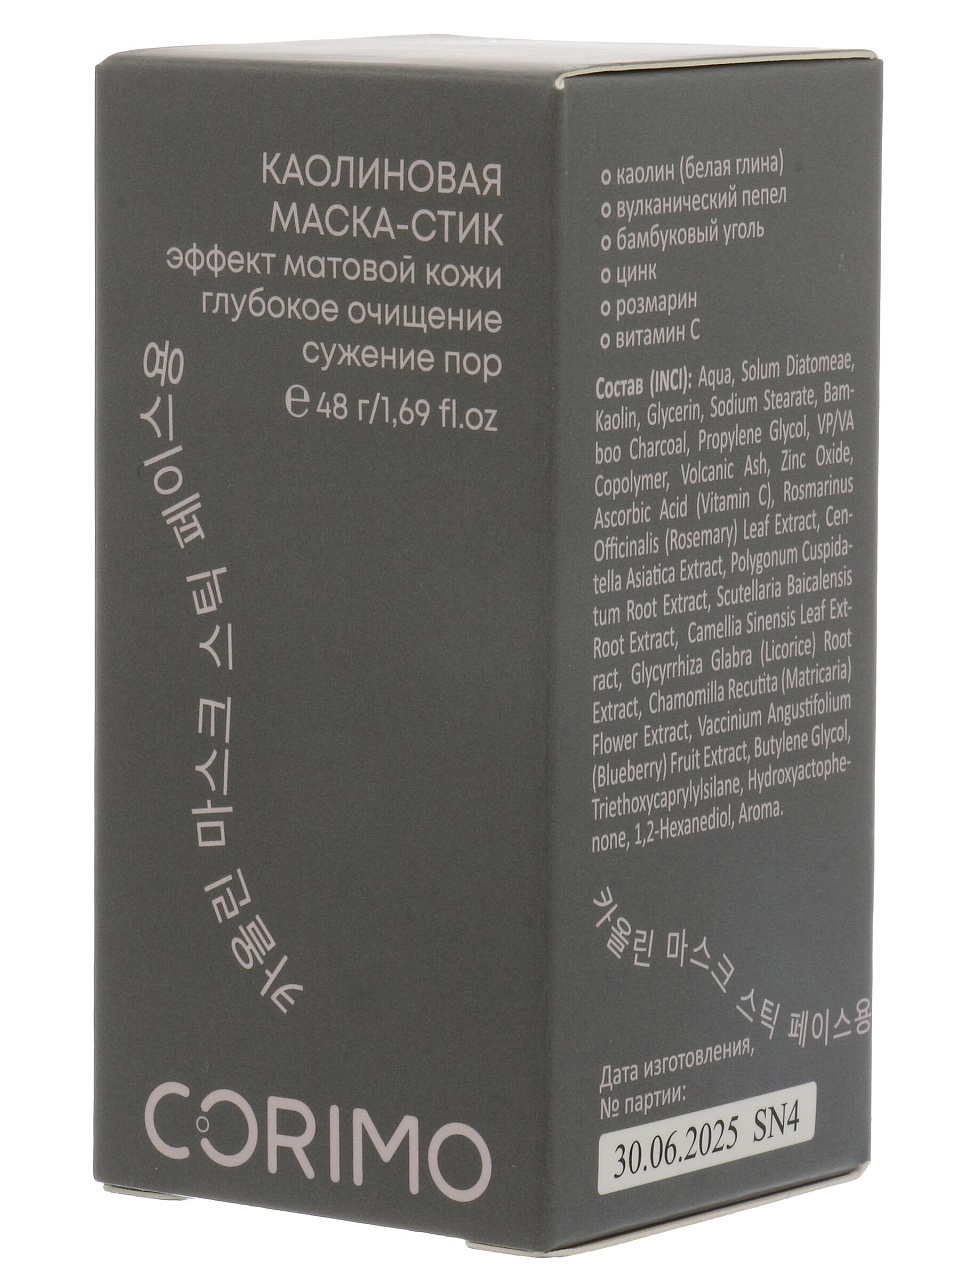 КАОЛИНОВАЯ
МАСКА-СТИК
эффект матовой кожи
глубокое очищение
сужение пор
℮ 48 г/1,69 fl.oz
카올린 마스크 스틱 페이스용
CORIMO
каолин (белая глина)
вулканический пепел
бамбуковый уголь
цинк
розмарин
витамин С
Состав (INCI): Aqua, Solum Diatomeae,
Kaolin, Glycerin, Sodium Stearate, Bam-
boo Charcoal, Propylene Glycol, VP/VA
Copolymer, Volcanic Ash, Zinc Oxide,
Ascorbic Acid (Vitamin C), Rosmarinus
Officinalis (Rosemary) Leaf Extract, Cen-
tella Asiatica Extract, Polygonum Cuspida-
tum Root Extract, Scutellaria Baicalensis
Root Extract, Camellia Sinensis Leaf Ext-
ract, Glycyrrhiza Glabra (Licorice) Root
Extract, Chamomilla Recutita (Matricaria)
Flower Extract, Vaccinium Angustifolium
(Blueberry) Fruit Extract, Butylene Glycol,
Triethoxycaprylylsilane, Hydroxyactophe-
none, 1,2-Hexanediol, Aroma.
카올린 마스크 스틱 페이스용
Дата изготовления,
№ партии:
30.06.2025 SN4